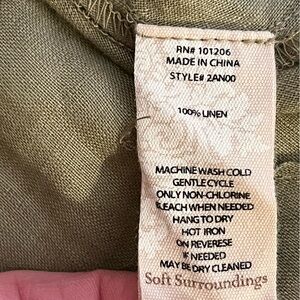 RN# 101206
MADE IN CHINA
STYLE# 2AN00
100% LINEN
MACHINE WASH COLD
GENTLE CYCLE
ONLY NON-CHLORINE
BLEACH WHEN NEEDED
HANG TO DRY
HOT IRON
ON REVERESE
IF NEEDED
MAY BE DRY CLEANED
Soft Surroundings